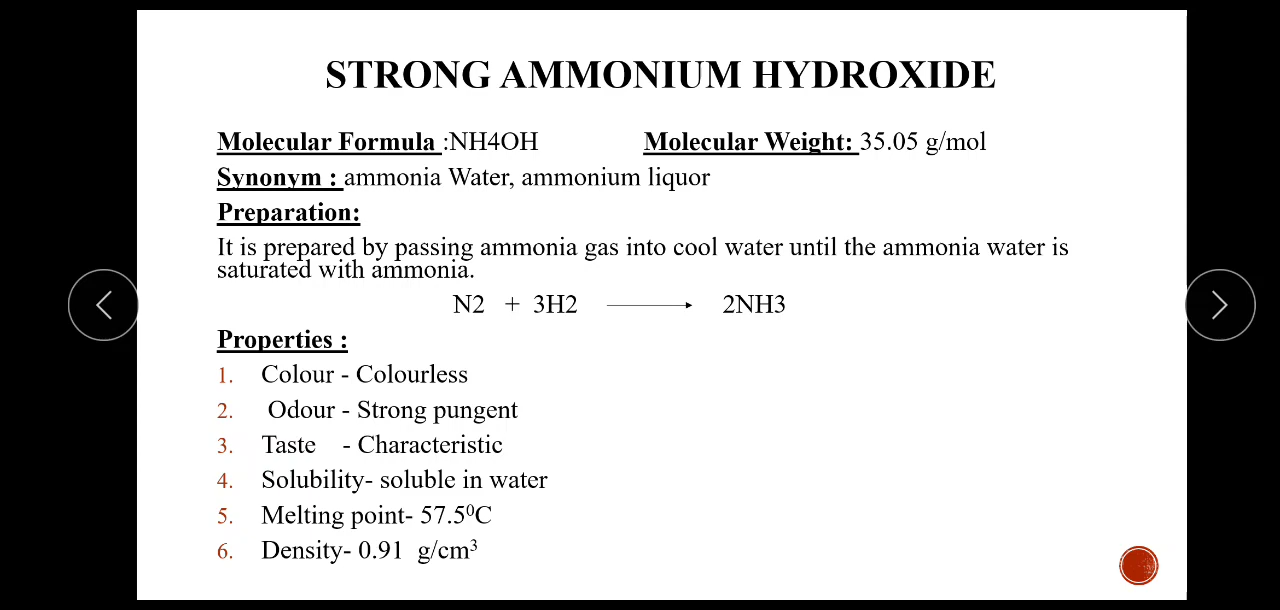 STRONG AMMONIUM HYDROXIDE
Molecular Formula :NH4OH Molecular Weight: 35.05 g/mol
Synonym : ammonia Water, ammonium liquor
Preparation:
It is prepared by passing ammonia gas into cool water until the ammonia water is
saturated with ammonia.
N2 + 3H2 ⟶ 2NH3
Properties :
1. Colour - Colourless
2. Odour - Strong pungent
3. Taste - Characteristic
4. Solubility- soluble in water
5. Melting point- 57.5⁰C
6. Density- 0.91 g/cm³